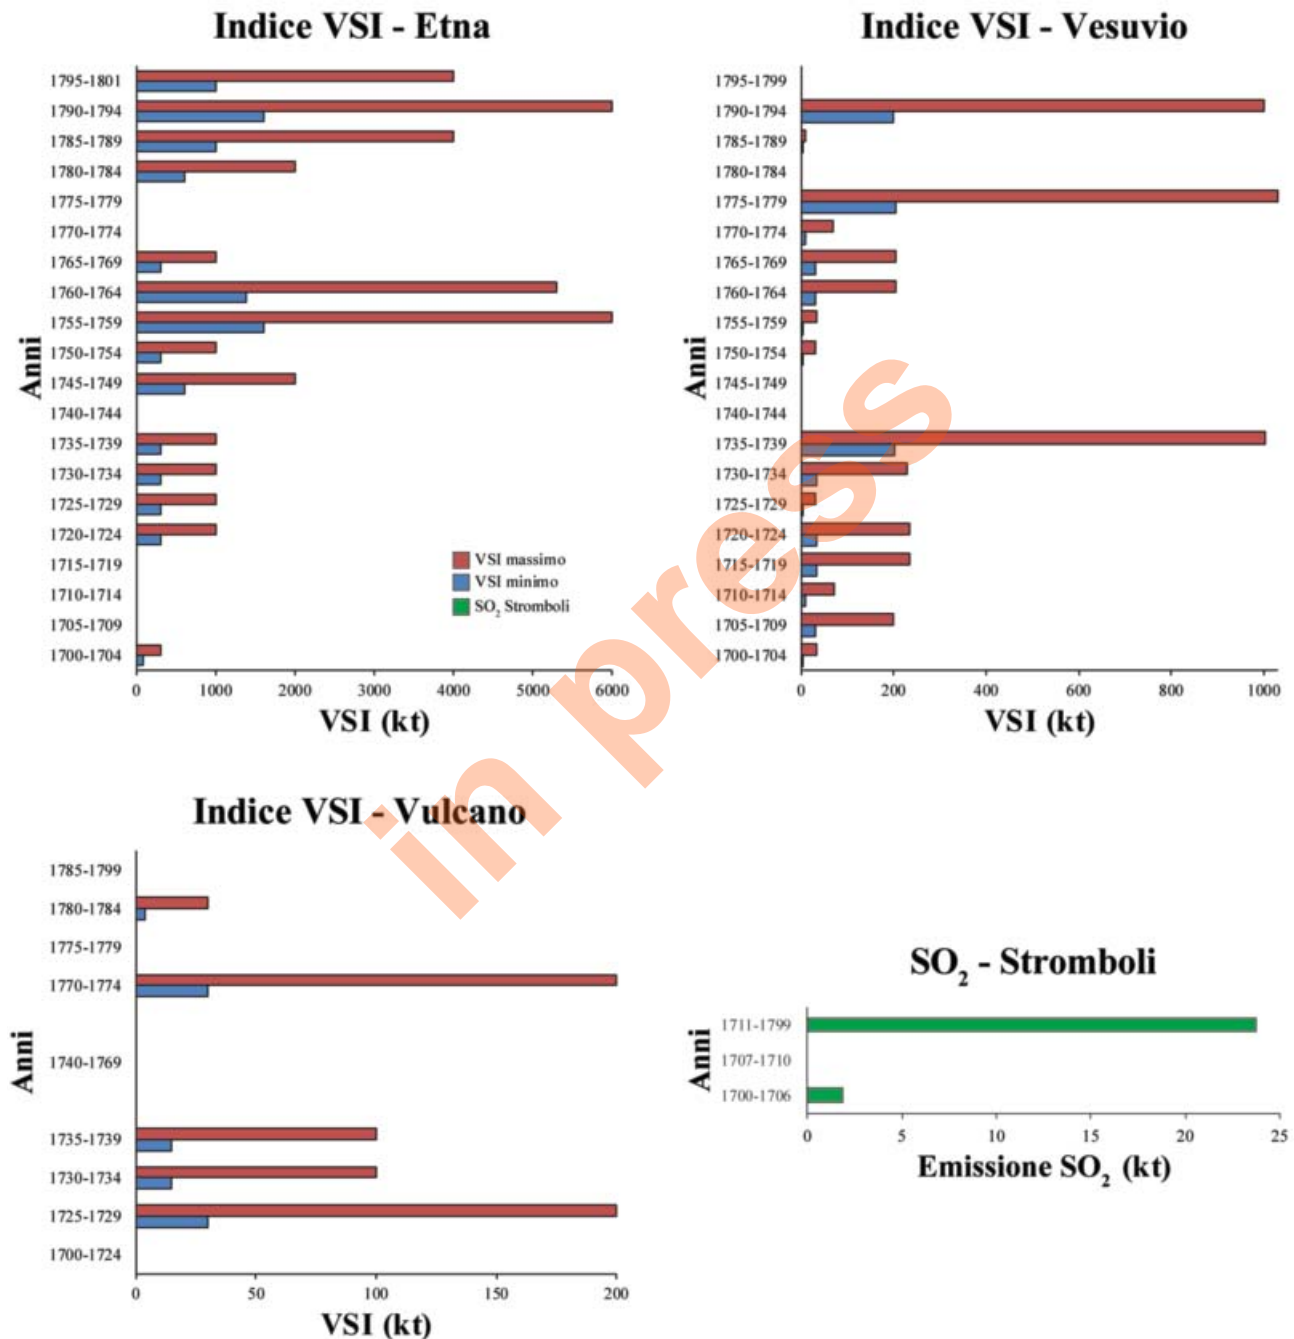 Indice VSI - Etna
1795-1801
1790-1794
1785-1789
1780-1784
1775-1779
1770-1774
1765-1769
1760-1764
1755-1759
1750-1754
1745-1749
1740-1744
1735-1739
1730-1734
1725-1729
1720-1724
1715-1719
1710-1714
1705-1709
1700-1704
Anni
VSI massimo
VSI minimo
SO₂ Stromboli
0 1000 2000 3000 4000 5000 6000
VSI (kt)
Indice VSI - Vesuvio
1795-1799
1790-1794
1785-1789
1780-1784
1775-1779
1770-1774
1765-1769
1760-1764
1755-1759
1750-1754
1745-1749
1740-1744
1735-1739
1730-1734
1725-1729
1720-1724
1715-1719
1710-1714
1705-1709
1700-1704
Anni
0 200 400 600 800 1000
VSI (kt)
Indice VSI - Vulcano
1785-1799
1780-1784
1775-1779
1770-1774
1740-1769
1735-1739
1730-1734
1725-1729
1700-1724
Anni
0 50 100 150 200
VSI (kt)
SO₂ - Stromboli
1711-1799
1707-1710
1700-1706
Anni
0 5 10 15 20 25
Emissione SO₂ (kt)
in press